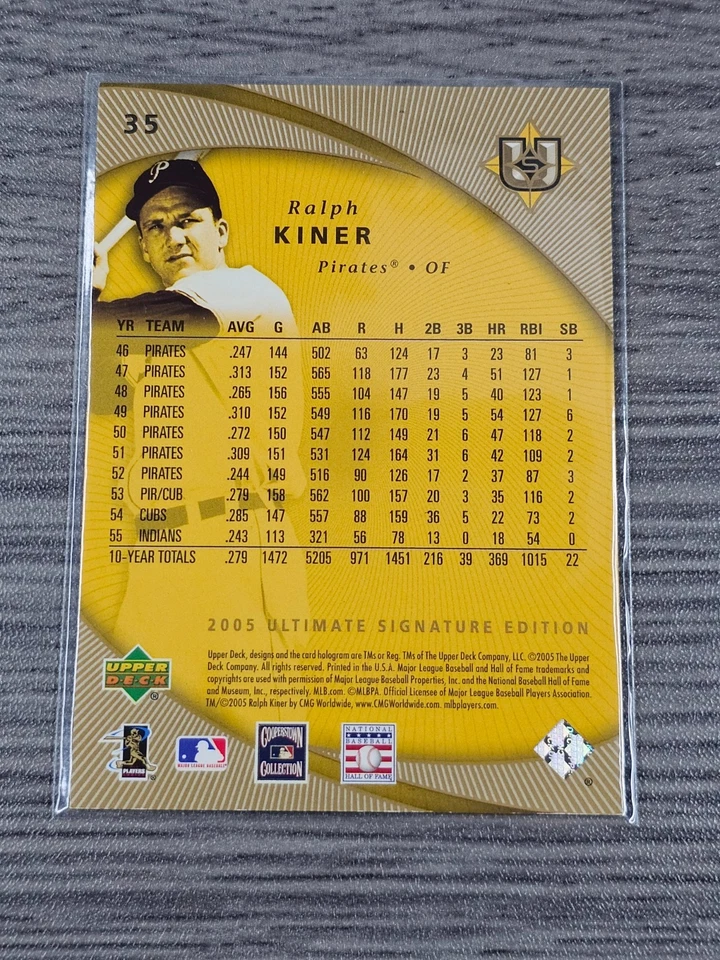 35
US
P
Ralph
KINER
Pirates® • OF
YR TEAM AVG G AB R H 2B 3B HR RBI SB
46 PIRATES .247 144 502 63 124 17 3 23 81 3
47 PIRATES .313 152 565 118 177 23 4 51 127 1
48 PIRATES .265 156 555 104 147 19 5 40 123 1
49 PIRATES .310 152 549 116 170 19 5 54 127 6
50 PIRATES .272 150 547 112 149 21 6 47 118 2
51 PIRATES .309 151 531 124 164 31 6 42 109 2
52 PIRATES .244 149 516 90 126 17 2 37 87 3
53 PIR/CUB .279 158 562 100 157 20 3 35 116 2
54 CUBS .285 147 557 88 159 36 5 22 73 2
55 INDIANS .243 113 321 56 78 13 0 18 54 0
10-YEAR TOTALS .279 1472 5205 971 1451 216 39 369 1015 22
2005 ULTIMATE SIGNATURE EDITION
Upper Deck, designs and the card hologram are TMs or Reg. TMs of The Upper Deck Company, LLC. ©2005 The Upper
Deck Company. All rights reserved. Printed in the U.S.A. Major League Baseball and Hall of Fame trademarks and
copyrights are used with permission of Major League Baseball Properties, Inc. and the National Baseball Hall of Fame
and Museum, Inc., respectively. MLB.com. ©MLBPA. Official Licensee of Major League Baseball Players Association.
TM/©2005 Ralph Kiner by CMG Worldwide, www.CMGWorldwide.com. mlbplayers.com.
UPPER
DECK®
PLAYERS
MAJOR LEAGUE BASEBALL
COOPERSTOWN
COLLECTION
NATIONAL
BASEBALL
HALL OF FAME
®